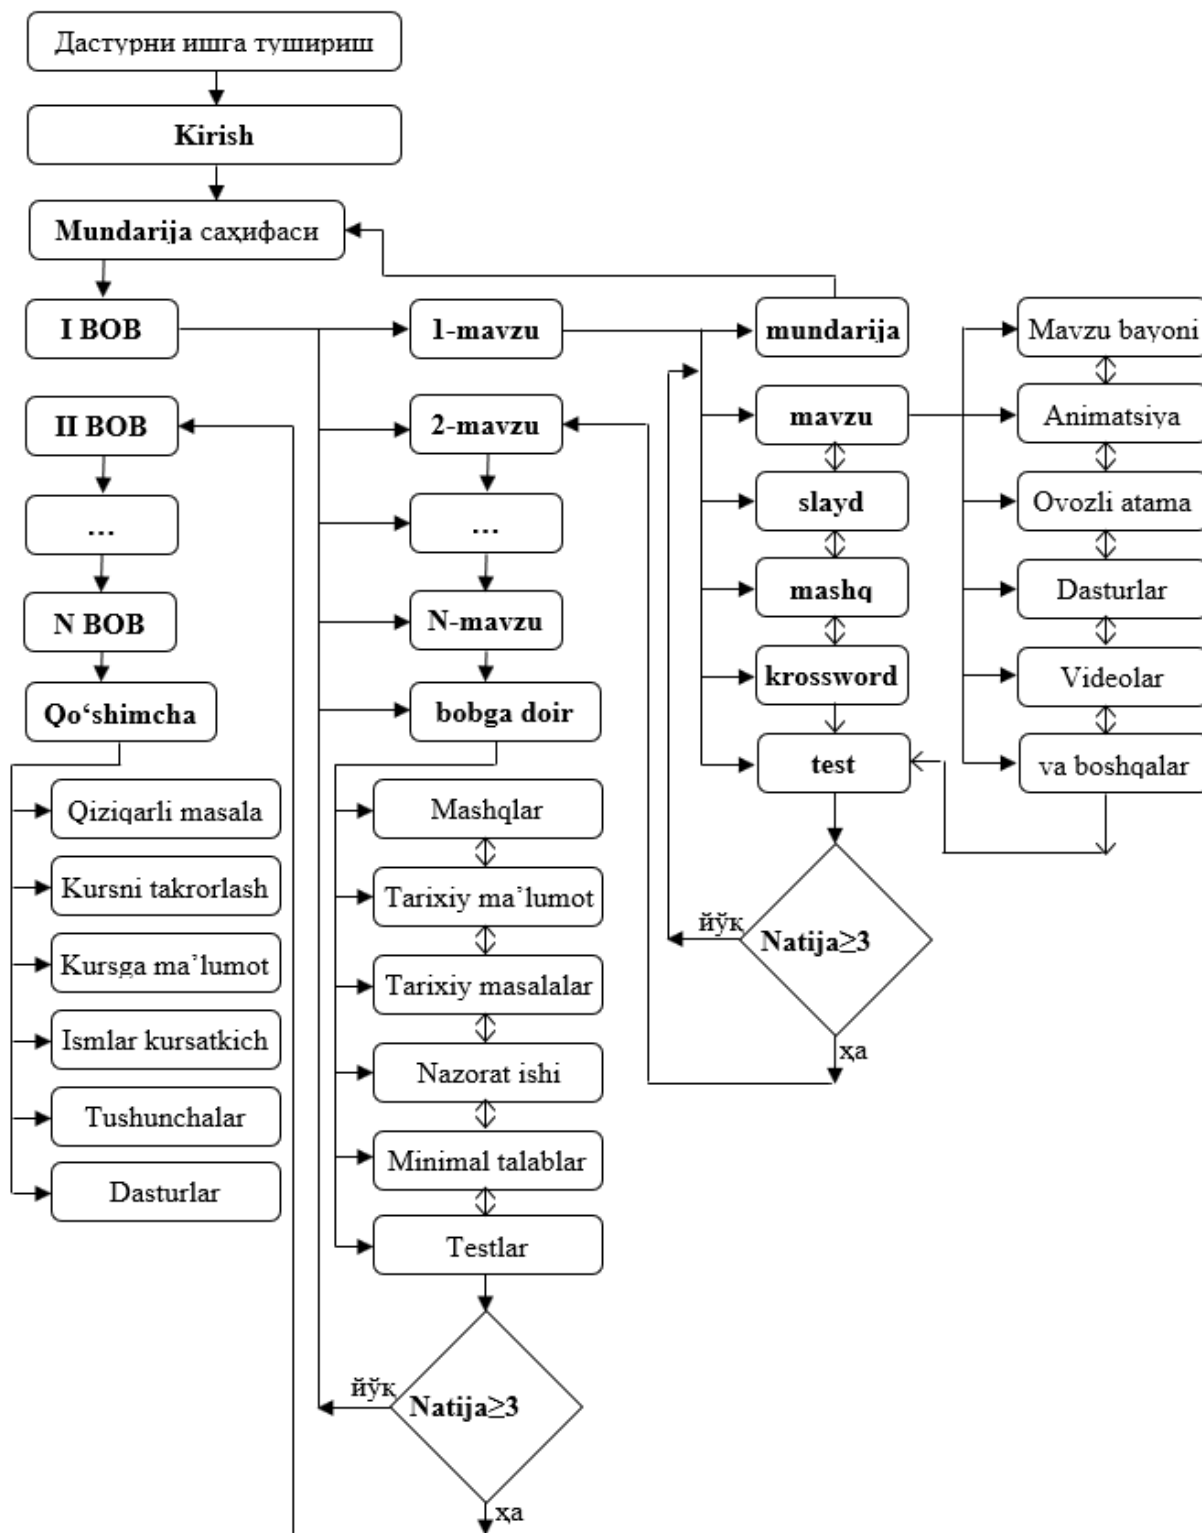 Дастурни ишга тушириш
Kirish
Mundarija саҳифаси
I BOB
1-mavzu
mundarija
Mavzu bayoni
II BOB
2-mavzu
mavzu
Animatsiya
...
...
slayd
Ovozli atama
N BOB
N-mavzu
mashq
Dasturlar
Qo‘shimcha
bobga doir
krossword
Videolar
test
va boshqalar
Qiziqarli masala
Mashqlar
Kursni takrorlash
Tarixiy ma’lumot
йўқ
Natija≥3
Kursga ma’lumot
Tarixiy masalalar
Ismlar kursatkich
Nazorat ishi
ҳа
Tushunchalar
Minimal talablar
Dasturlar
Testlar
йўқ
Natija≥3
ҳа